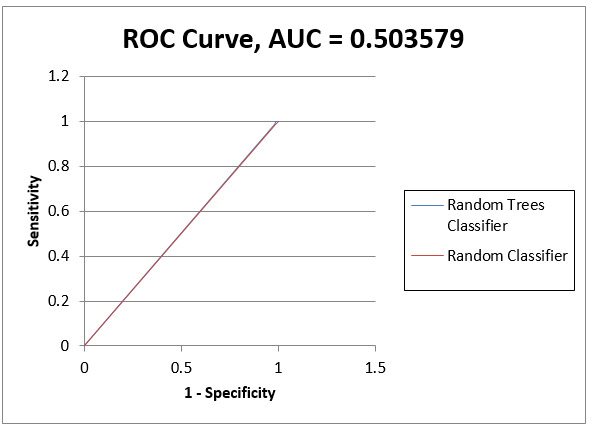 ROC Curve, AUC = 0.503579
1.2
1
0.8
0.6
0.4
0.2
0
Sensitivity
0 0.5 1 1.5
1 - Specificity
Random Trees
Classifier
Random Classifier